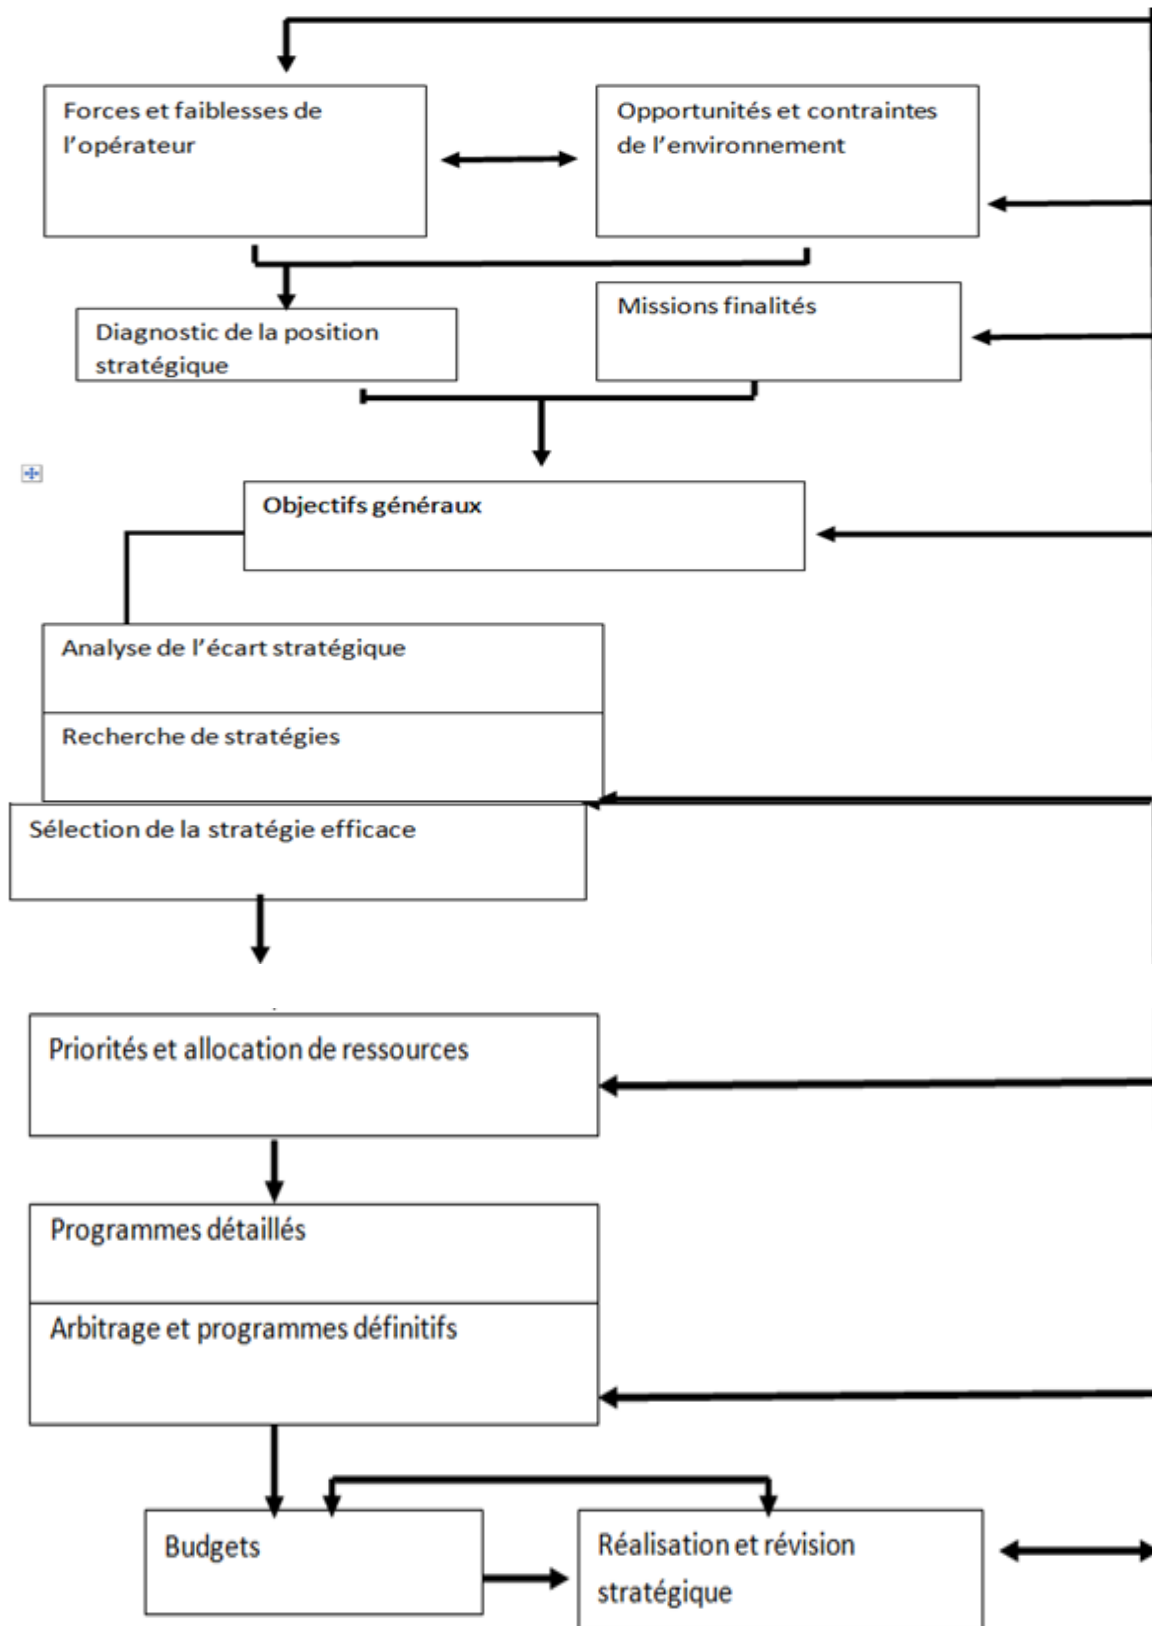 Forces et faiblesses de
l'opérateur
Opportunités et contraintes
de l'environnement
Missions finalités
Diagnostic de la position
stratégique
Objectifs généraux
Analyse de l'écart stratégique
Recherche de stratégies
Sélection de la stratégie efficace
Priorités et allocation de ressources
Programmes détaillés
Arbitrage et programmes définitifs
Budgets
Réalisation et révision
stratégique